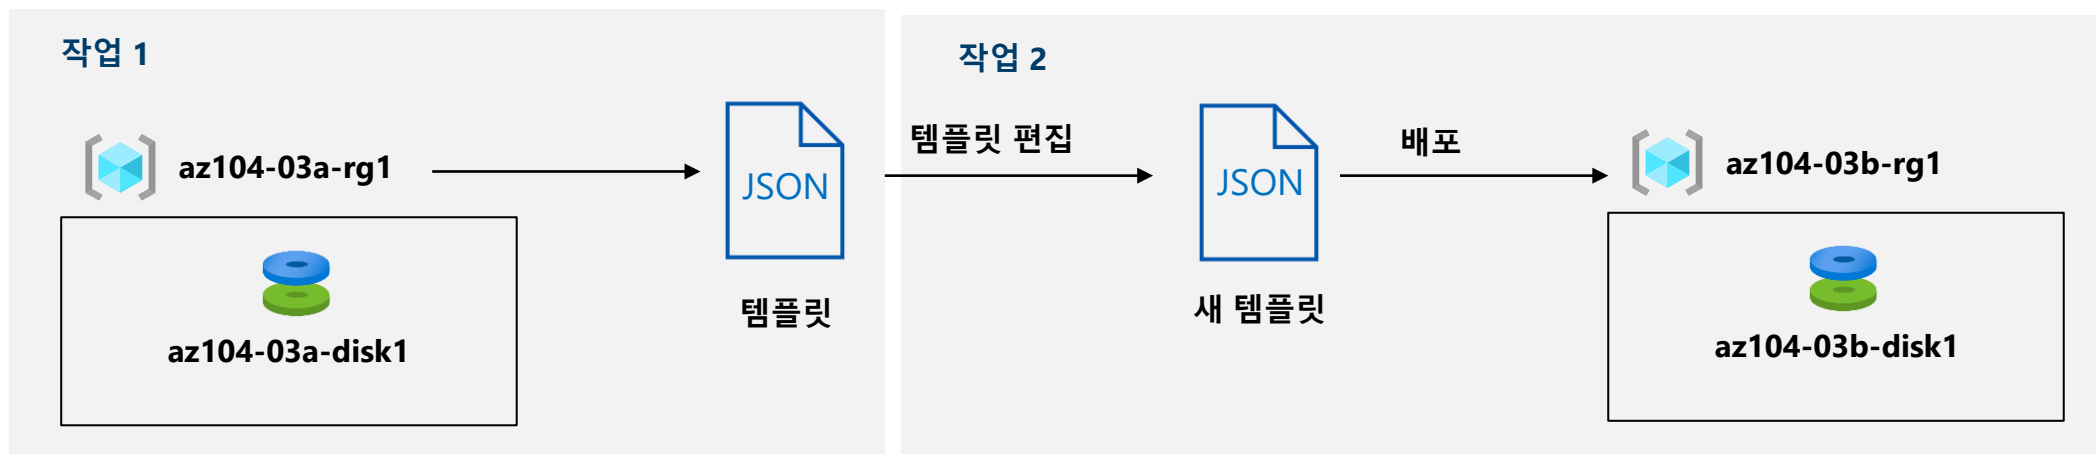 작업 1
az104-03a-rg1
az104-03a-disk1
JSON
템플릿
작업 2
템플릿 편집
JSON
새 템플릿
배포
az104-03b-rg1
az104-03b-disk1